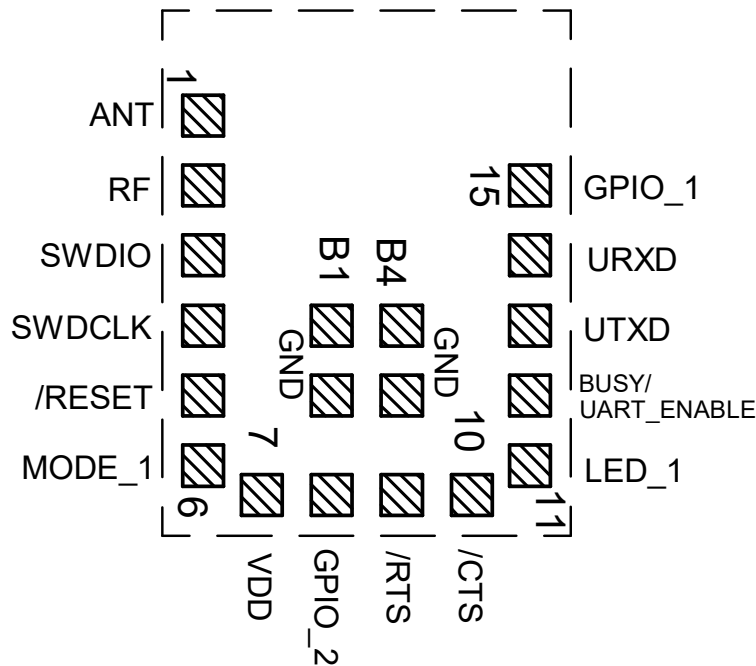 1
ANT
RF
SWDIO
SWDCLK
/RESET
MODE_1
6
B1
B4
GND
GND
7
10
VDD
GPIO_2
/RTS
/CTS
15
GPIO_1
URXD
UTXD
BUSY/
UART_ENABLE
LED_1
11